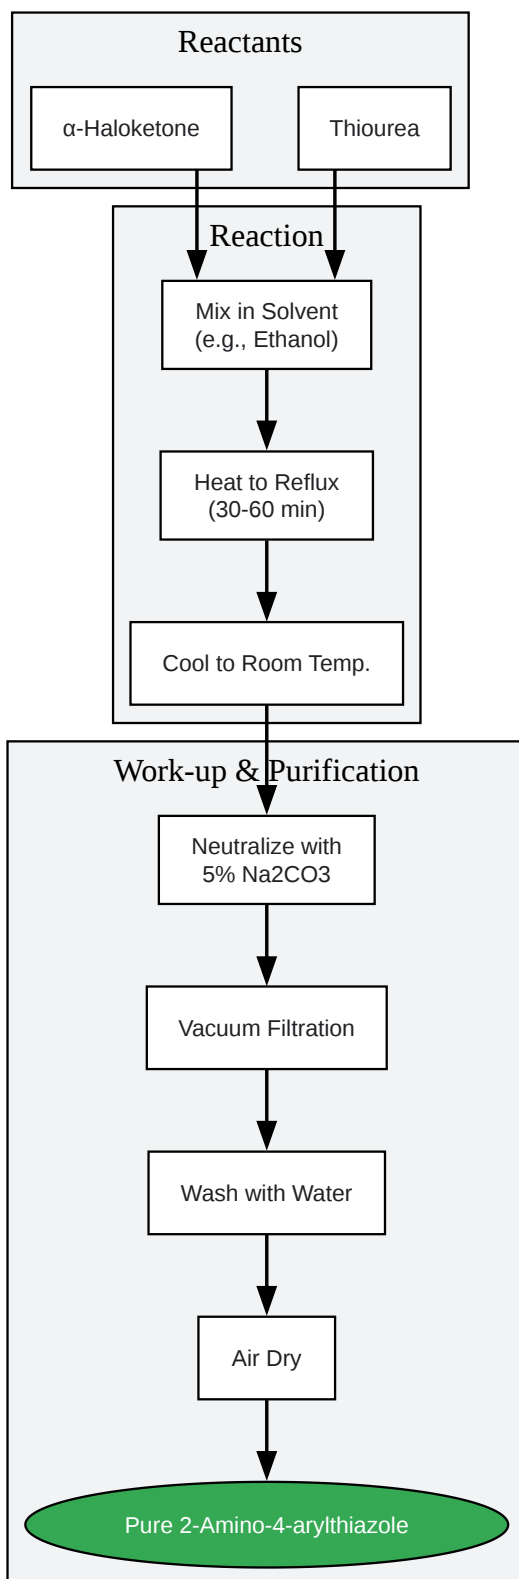 Reactants
α-Haloketone
Thiourea
Reaction
Mix in Solvent
(e.g., Ethanol)
Heat to Reflux
(30-60 min)
Cool to Room Temp.
Work-up & Purification
Neutralize with
5% Na2CO3
Vacuum Filtration
Wash with Water
Air Dry
Pure 2-Amino-4-arylthiazole